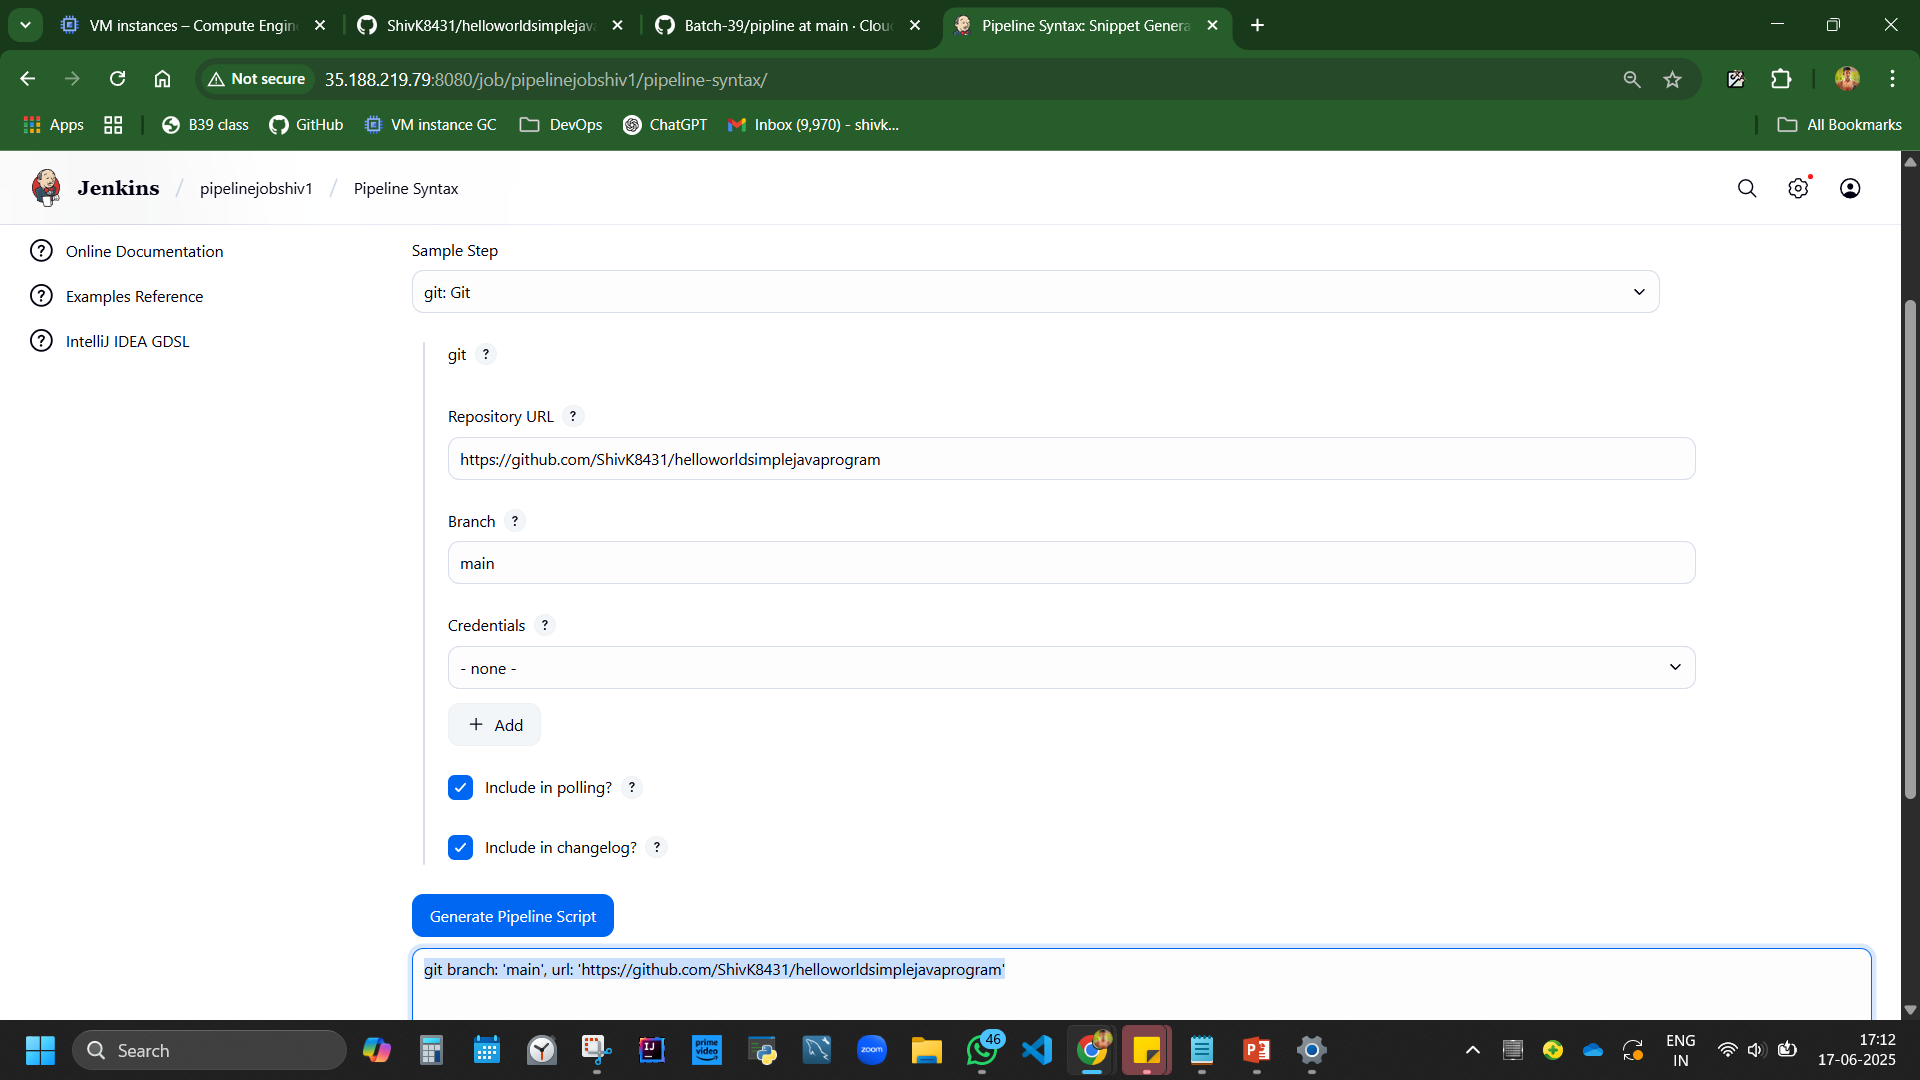 VM instances – Compute Engin
ShivK8431/helloworldsimplejava
Batch-39/pipline at main · Clou
Pipeline Syntax: Snippet Genera
Not secure
35.188.219.79:8080/job/pipelinejobshiv1/pipeline-syntax/
Apps
B39 class
GitHub
VM instance GC
DevOps
ChatGPT
Inbox (9,970) - shivk...
All Bookmarks
Jenkins / pipelinejobshiv1 / Pipeline Syntax
Online Documentation
Examples Reference
IntelliJ IDEA GDSL
Sample Step
git: Git
git ?
Repository URL ?
https://github.com/ShivK8431/helloworldsimplejavaprogram
Branch ?
main
Credentials ?
- none -
+ Add
Include in polling? ?
Include in changelog? ?
Generate Pipeline Script
git branch: 'main', url: 'https://github.com/ShivK8431/helloworldsimplejavaprogram'
Search
IJ
prime video
zoom
46
ENG
IN
17:12
17-06-2025